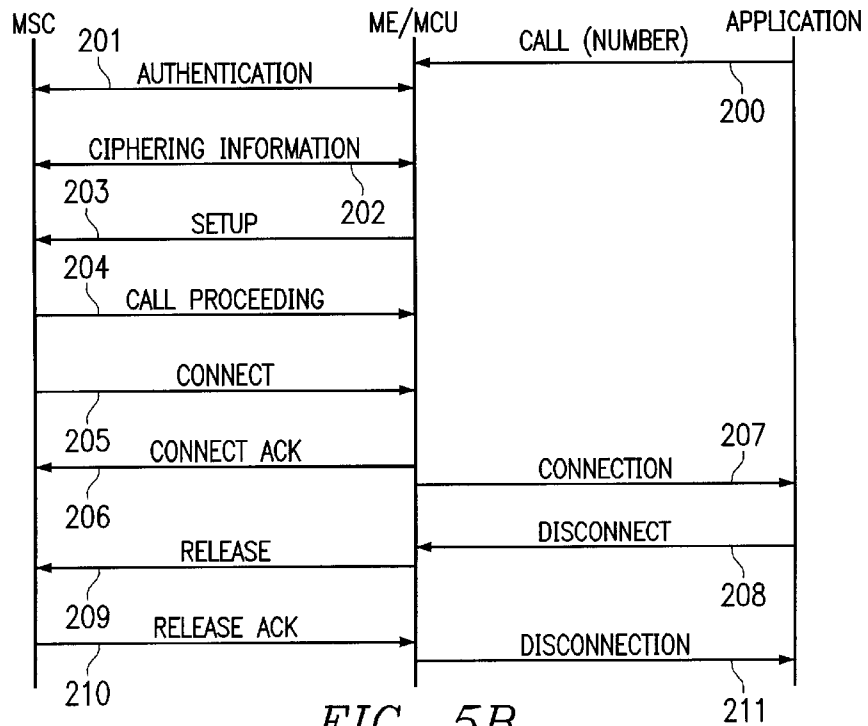 MSC ME/MCU APPLICATION
201 CALL (NUMBER)
AUTHENTICATION
200
CIPHERING INFORMATION
203 202
SETUP
204
CALL PROCEEDING
CONNECT
205 207
CONNECT ACK CONNECTION
206
DISCONNECT
RELEASE
209 208
RELEASE ACK DISCONNECTION
210 211
FIG. 5B